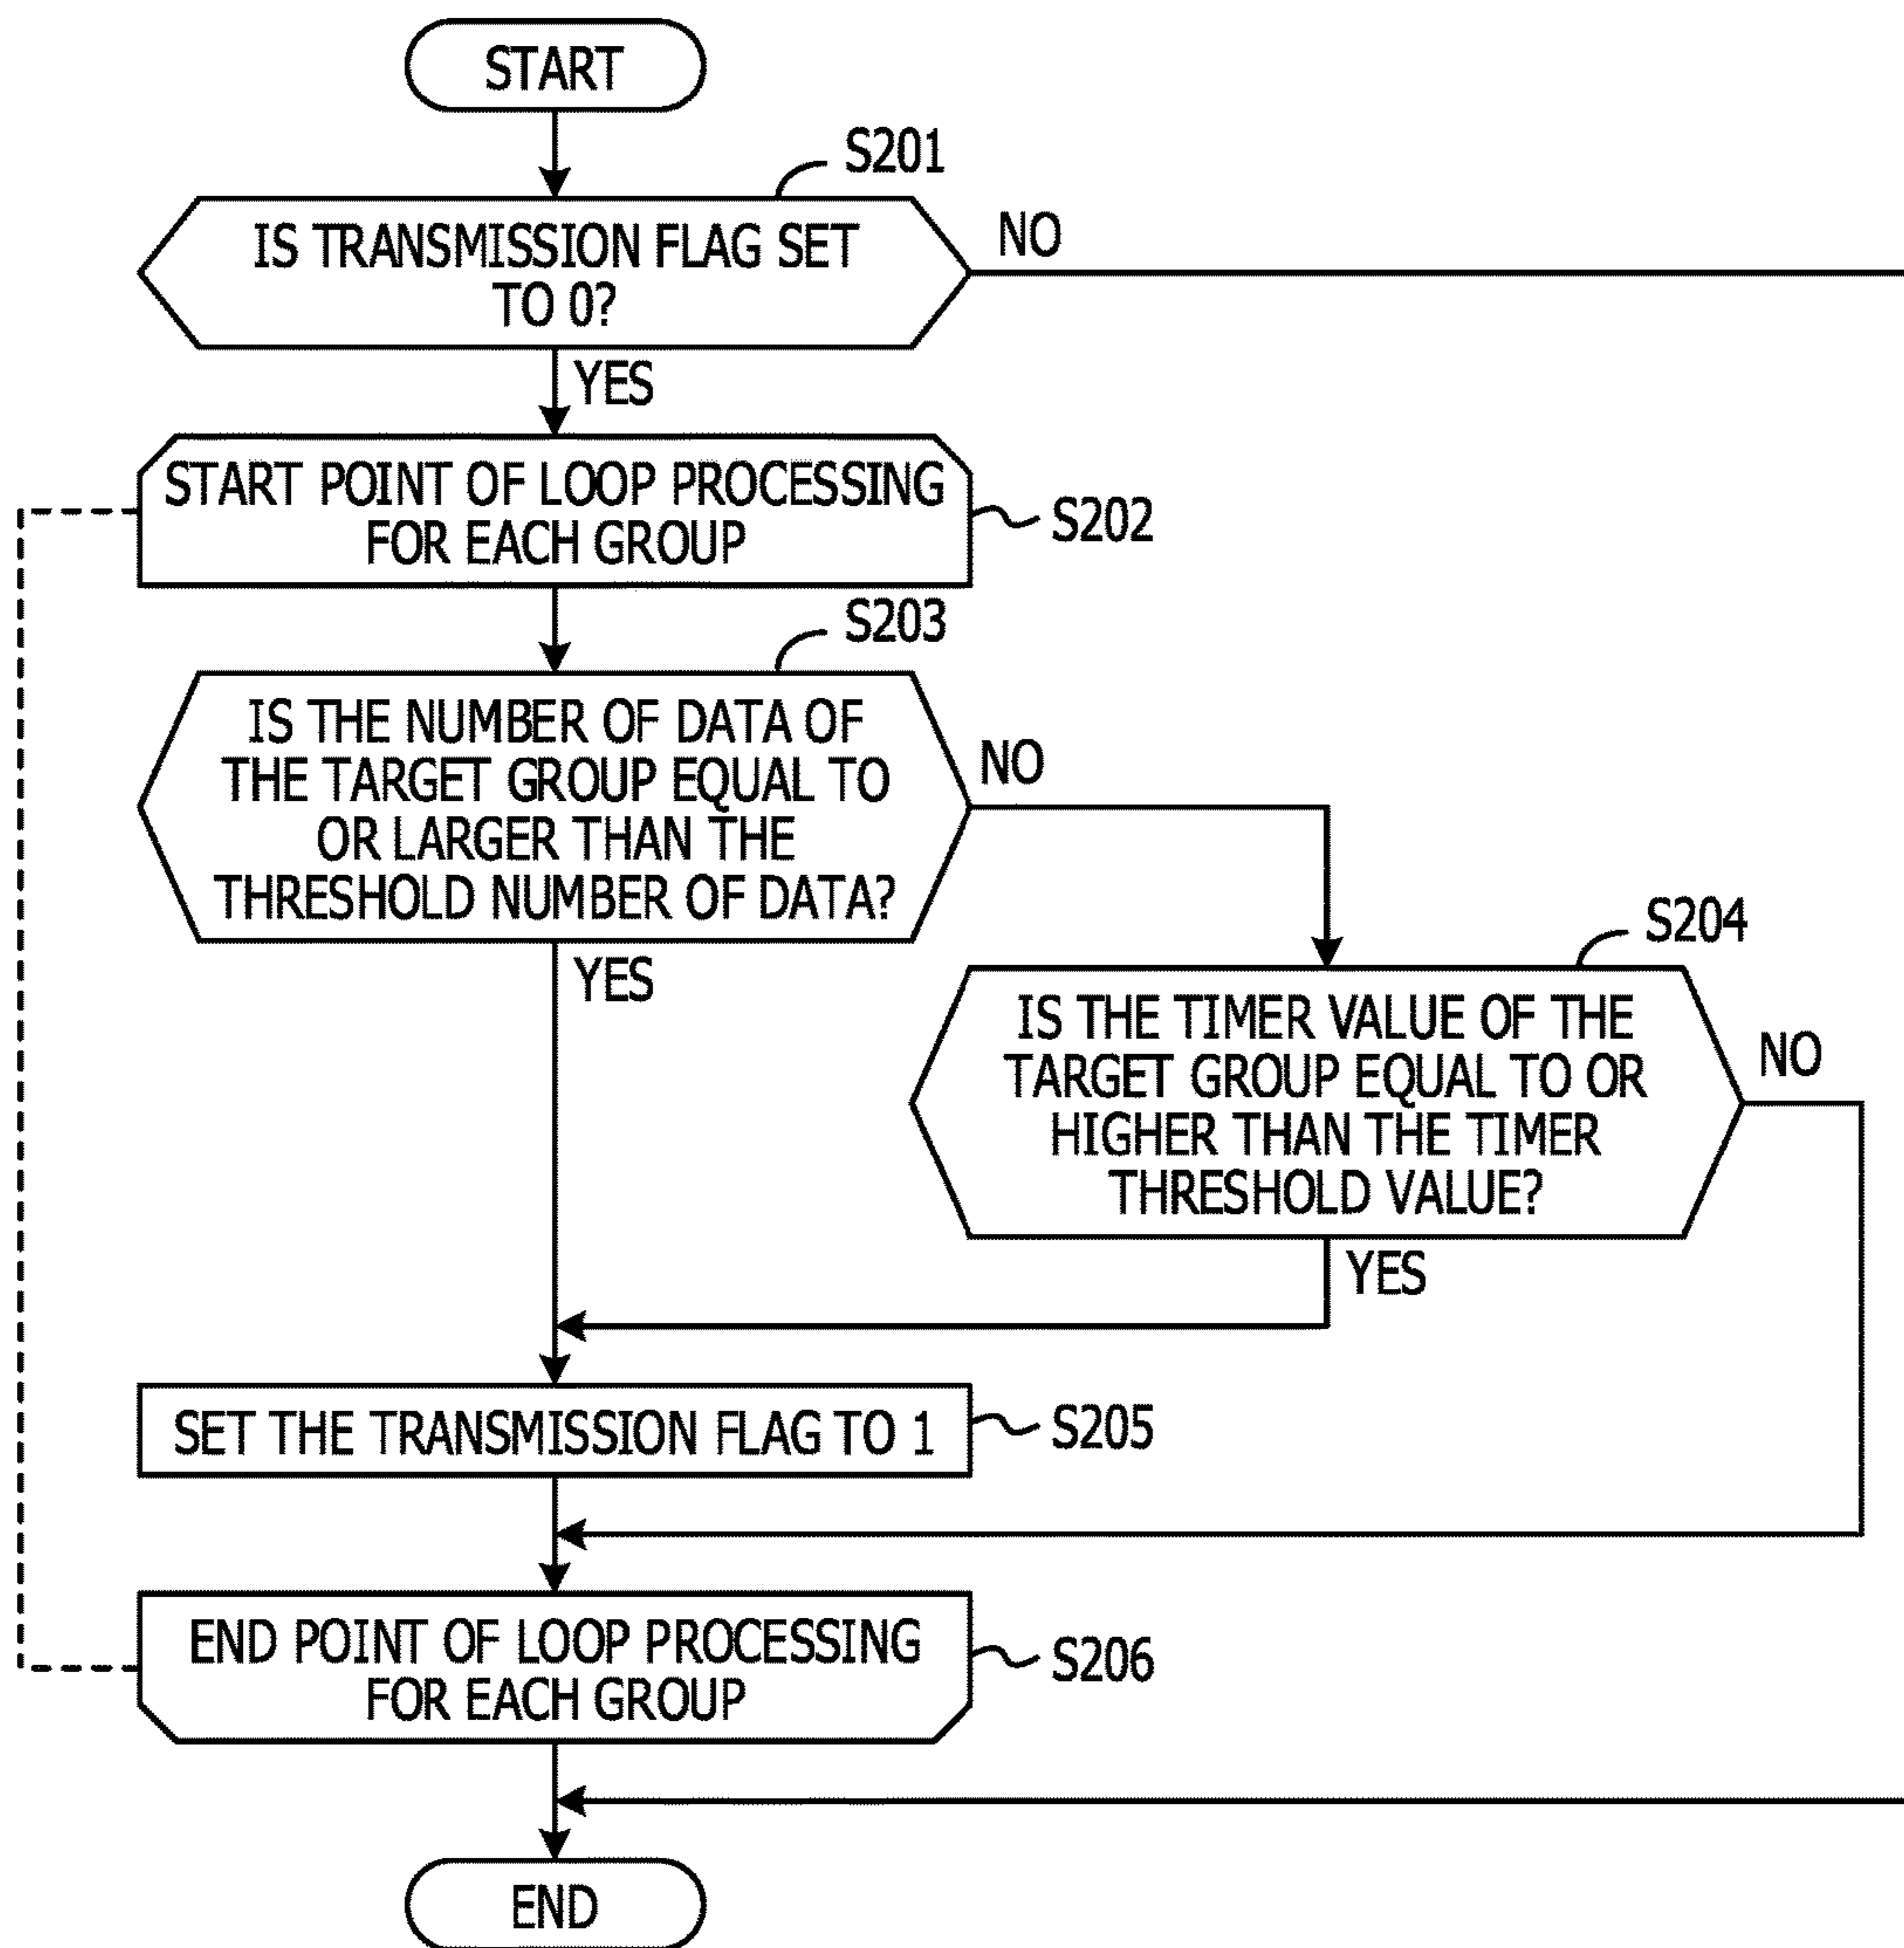 START
S201
IS TRANSMISSION FLAG SET
TO 0?
NO
YES
START POINT OF LOOP PROCESSING
FOR EACH GROUP
S202
S203
IS THE NUMBER OF DATA OF
THE TARGET GROUP EQUAL TO
OR LARGER THAN THE
THRESHOLD NUMBER OF DATA?
NO
YES
S204
IS THE TIMER VALUE OF THE
TARGET GROUP EQUAL TO OR
HIGHER THAN THE TIMER
THRESHOLD VALUE?
NO
YES
SET THE TRANSMISSION FLAG TO 1
S205
END POINT OF LOOP PROCESSING
FOR EACH GROUP
S206
END